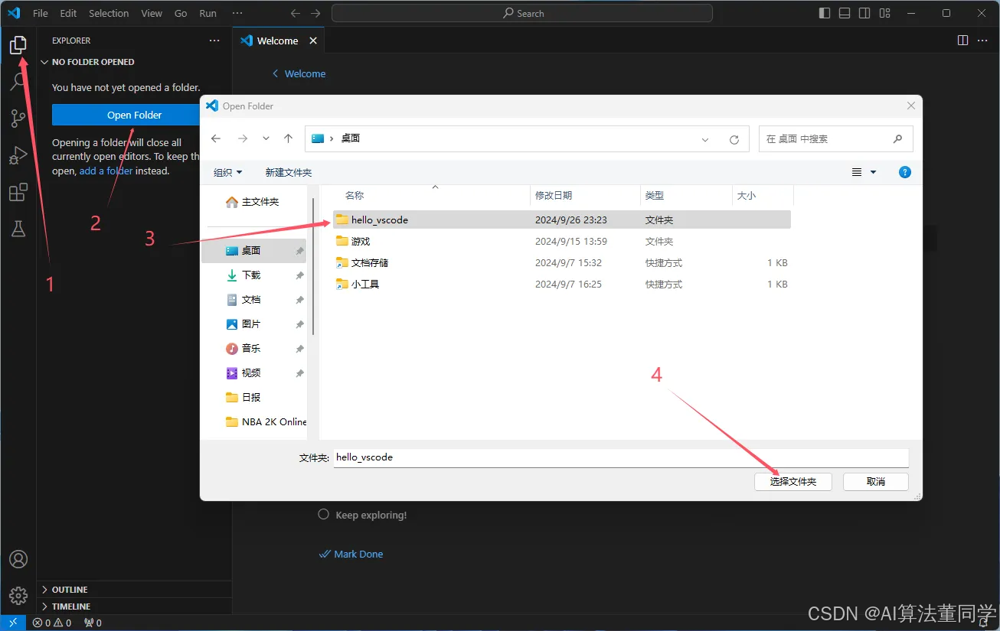 File Edit Selection View Go Run ··· Search
EXPLORER ···
Welcome
NO FOLDER OPENED
You have not yet opened a folder.
Welcome
Open Folder
Opening a folder will close all
currently open editors. To keep th
open, add a folder instead.
1
2
3
4
Open Folder
桌面
在 桌面 中搜索
组织 新建文件夹
名称 修改日期 类型 大小
主文件夹
桌面
下载
文档
图片
音乐
视频
日报
NBA 2K Online
hello_vscode 2024/9/26 23:23 文件夹
游戏 2024/9/15 13:59 文件夹
文档存储 2024/9/7 15:32 快捷方式 1 KB
小工具 2024/9/7 16:25 快捷方式 1 KB
文件夹: hello_vscode
选择文件夹 取消
Keep exploring!
Mark Done
OUTLINE
TIMELINE
0 0 0
CSDN @AI算法董同学